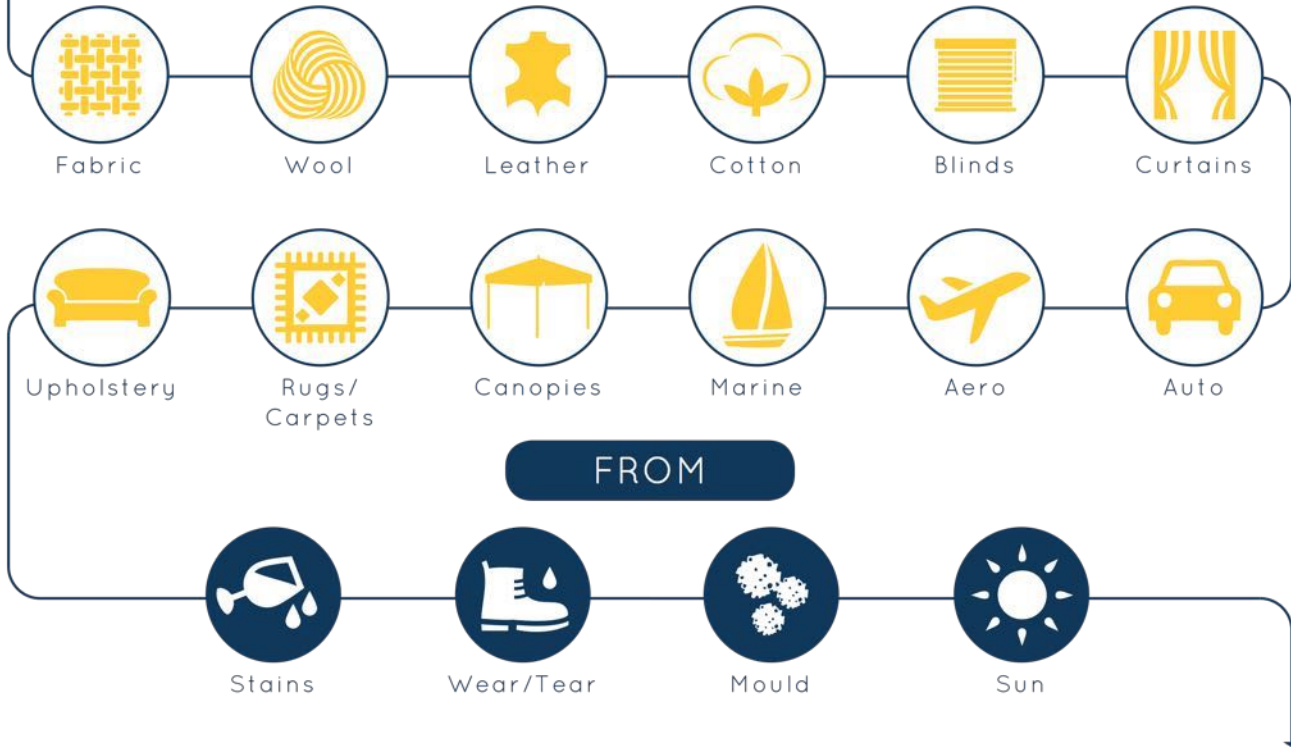 Fabric
Wool
Leather
Cotton
Blinds
Curtains
Upholstery
Rugs/
Carpets
Canopies
Marine
Aero
Auto
FROM
Stains
Wear/Tear
Mould
Sun